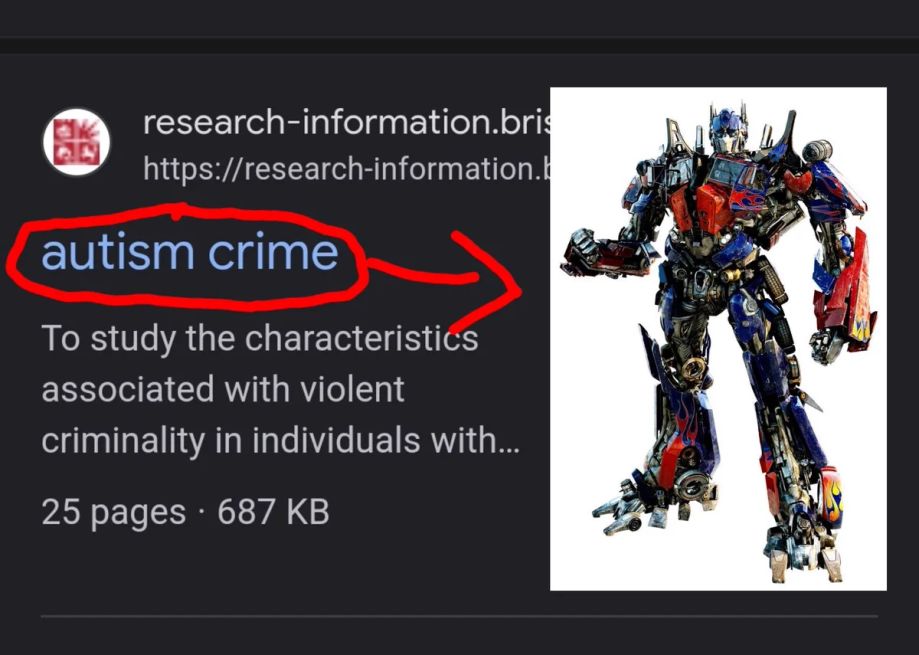 research-information.bris
https://research-information.b
autism crime
To study the characteristics
associated with violent
criminality in individuals with...
25 pages · 687 KB